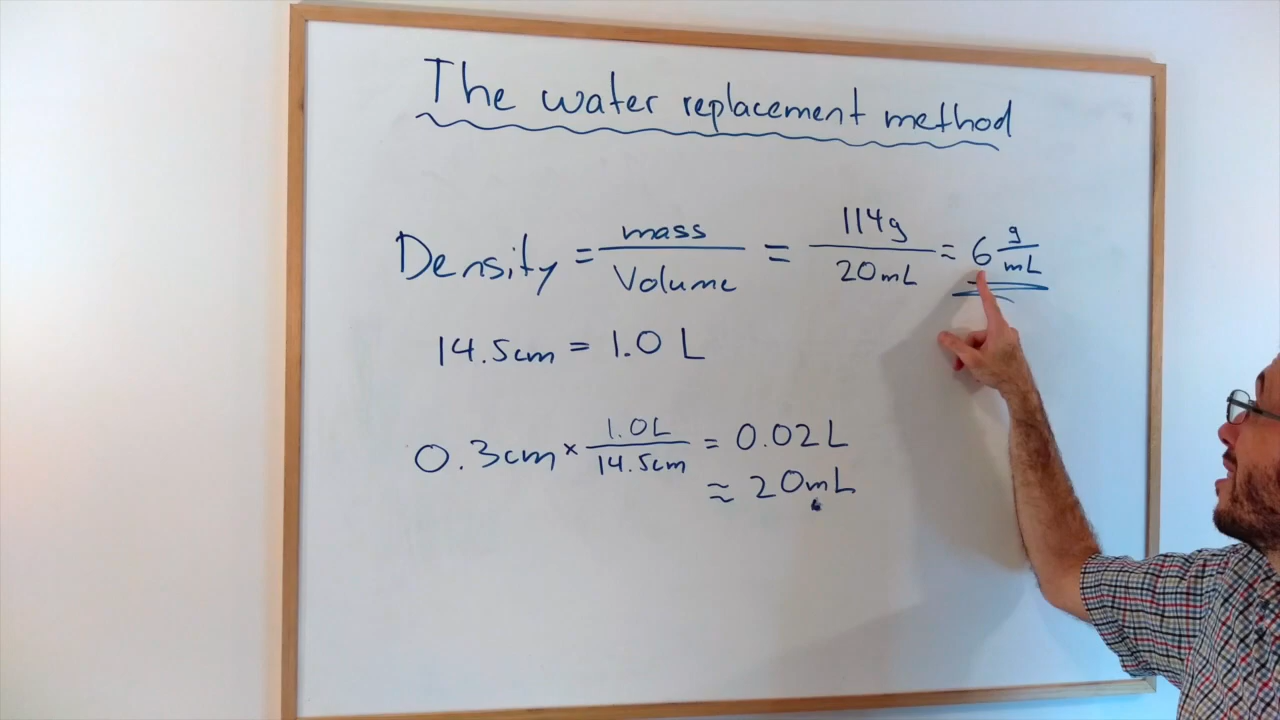 The water replacement method
Density = mass/Volume = 114g/20mL = 6 g/mL
14.5cm = 1.0 L
0.3cm × 1.0L/14.5cm = 0.02L
≈ 20mL